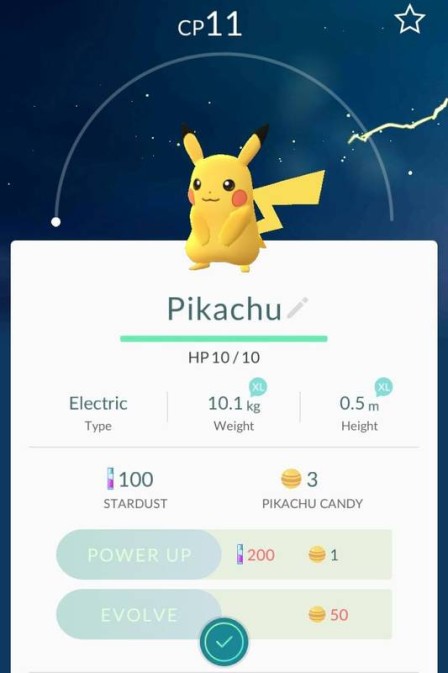 CP11
Pikachu
HP 10 / 10
XL XL
Electric 10.1 kg 0.5 m
Type Weight Height
100 3
STARDUST PIKACHU CANDY
POWER UP 200 1
EVOLVE 50